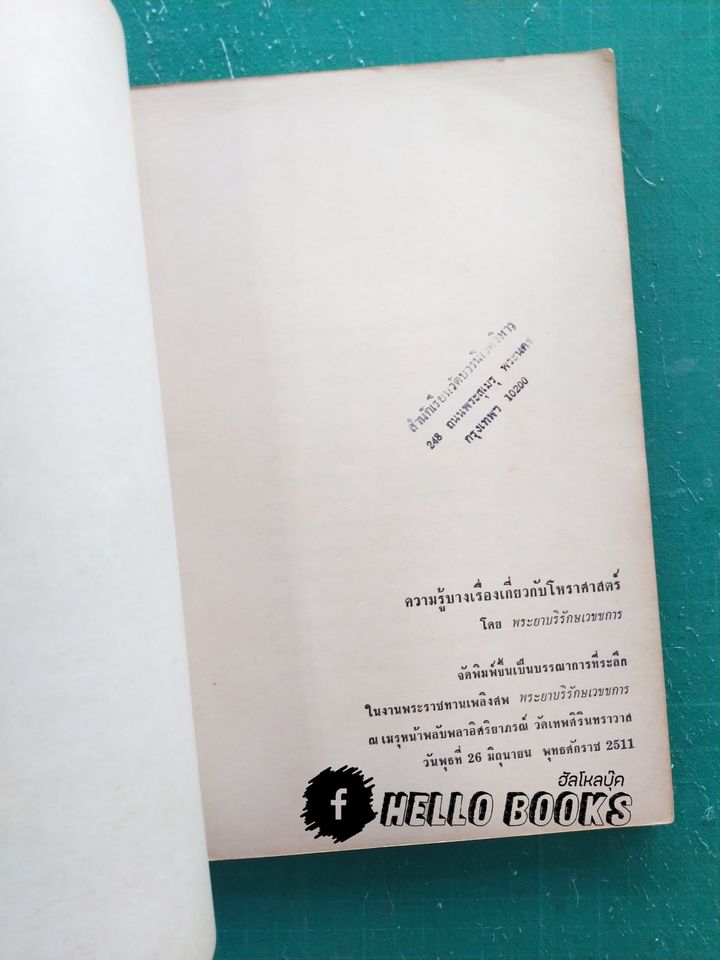 สำนักเรียนวัดบวรนิเวศวิหาร
248 ถนนพระสุเมรุ พระนคร
กรุงเทพฯ 10200
ความรู้บางเรื่องเกี่ยวกับโหราศาสตร์
โดย พระยาบริรักษเวชชการ
จัดพิมพ์ขึ้นเป็นบรรณาการที่ระลึก
ในงานพระราชทานเพลิงศพ พระยาบริรักษเวชชการ
ณ เมรุหน้าพลับพลาอิศริยาภรณ์ วัดเทพศิรินทราวาส
วันพุธที่ 26 มิถุนายน พุทธศักราช 2511
ฮัลโหลบุ๊ค
f HELLO BOOKS